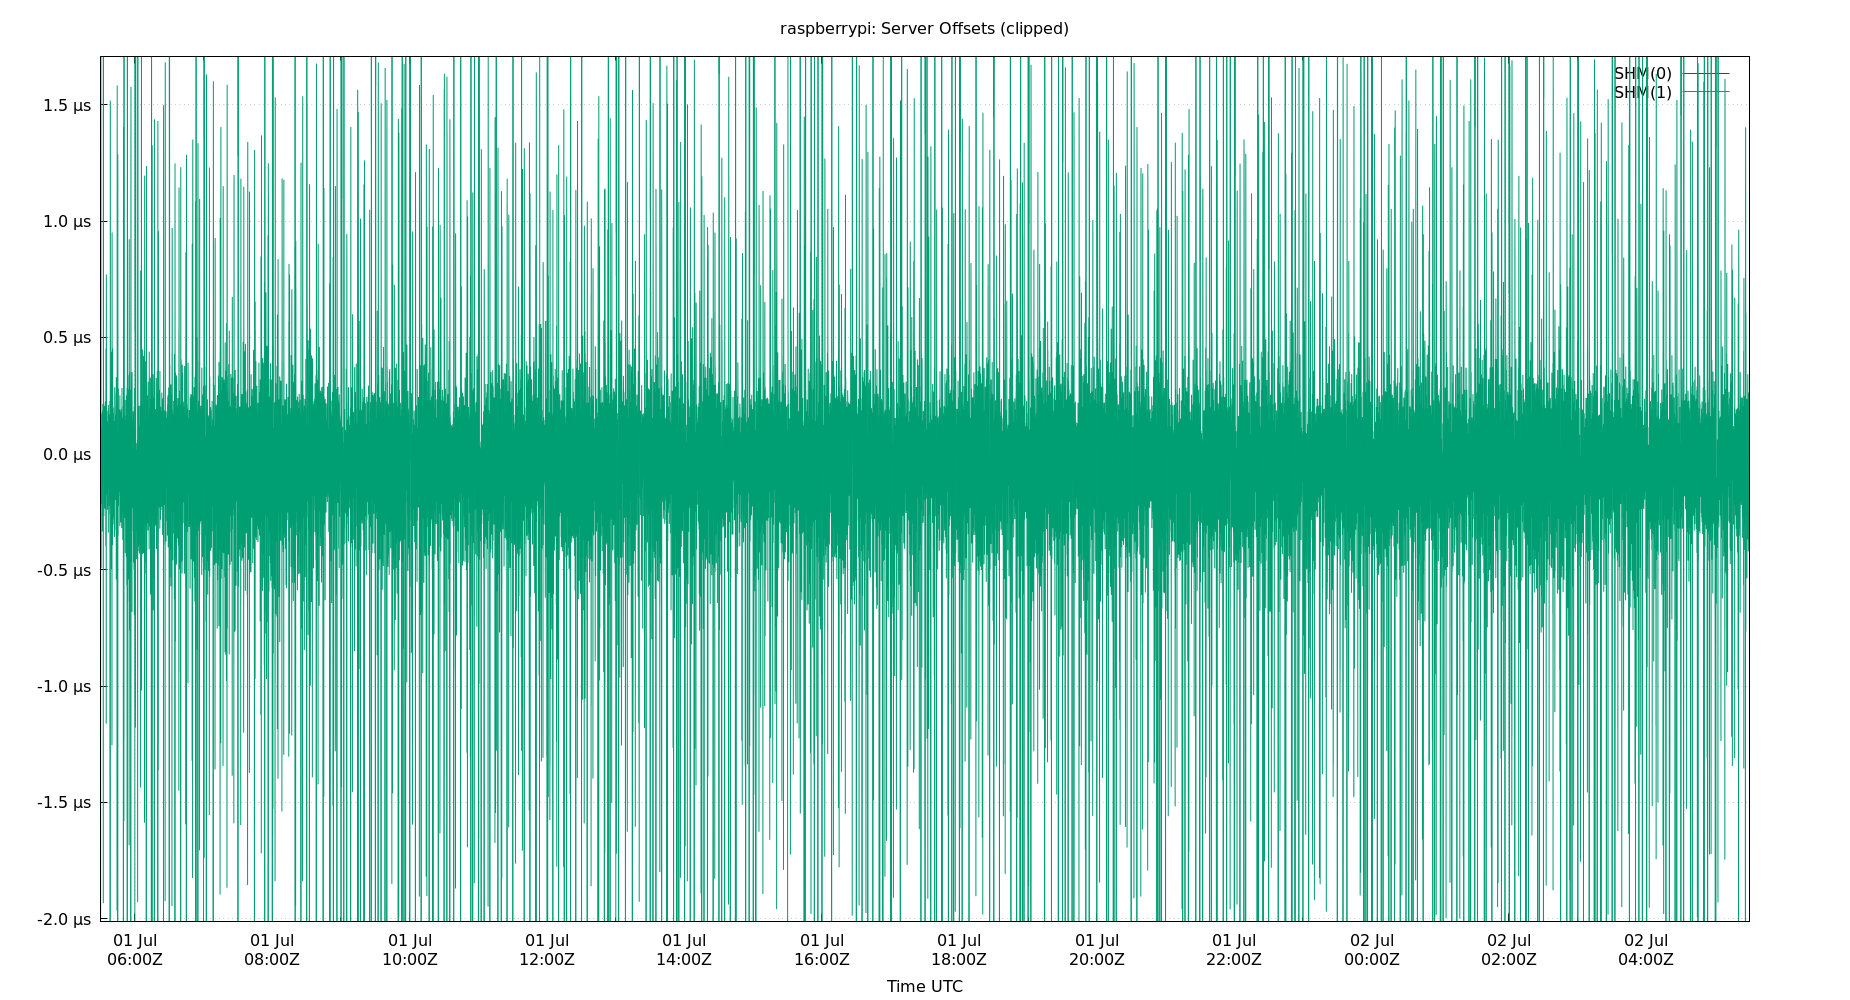 raspberrypi: Server Offsets (clipped)
SHM(0)
SHM(1)
1.5 µs
1.0 µs
0.5 µs
0.0 µs
-0.5 µs
-1.0 µs
-1.5 µs
-2.0 µs
01 Jul 01 Jul 01 Jul 01 Jul 01 Jul 01 Jul 01 Jul 01 Jul 01 Jul 02 Jul 02 Jul 02 Jul
06:00Z 08:00Z 10:00Z 12:00Z 14:00Z 16:00Z 18:00Z 20:00Z 22:00Z 00:00Z 02:00Z 04:00Z
Time UTC